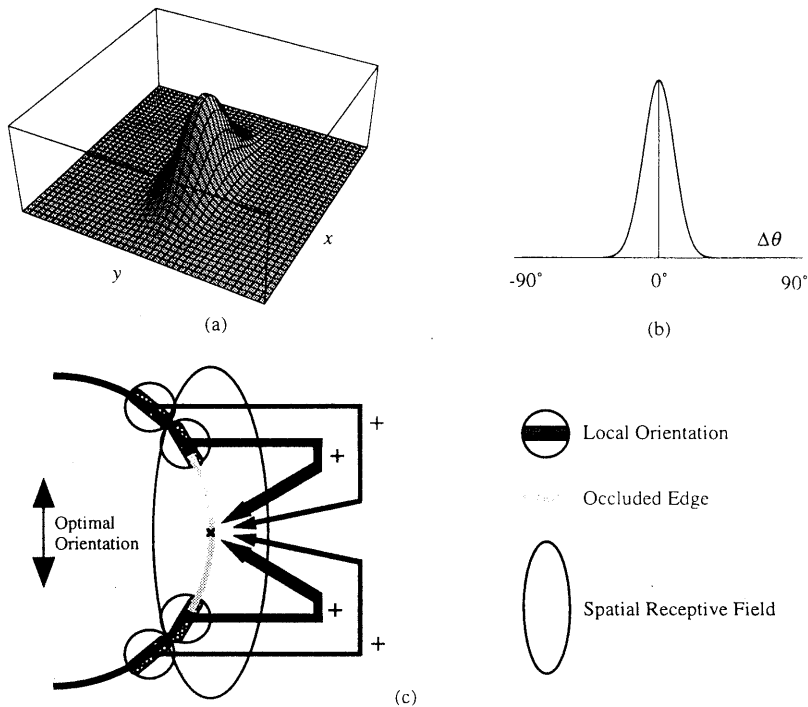 x
y
(a)
Δθ
-90°
0°
90°
(b)
+
+
Optimal
Orientation
+
+
(c)
Local Orientation
Occluded Edge
Spatial Receptive Field